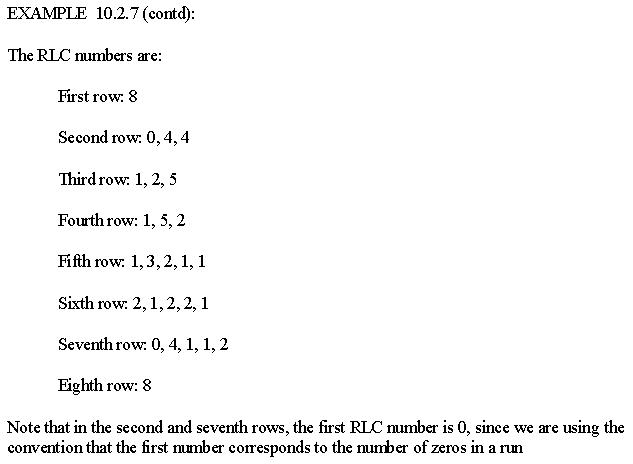 EXAMPLE 10.2.7 (contd):
The RLC numbers are:
First row: 8
Second row: 0, 4, 4
Third row: 1, 2, 5
Fourth row: 1, 5, 2
Fifth row: 1, 3, 2, 1, 1
Sixth row: 2, 1, 2, 2, 1
Seventh row: 0, 4, 1, 1, 2
Eighth row: 8
Note that in the second and seventh rows, the first RLC number is 0, since we are using the
convention that the first number corresponds to the number of zeros in a run